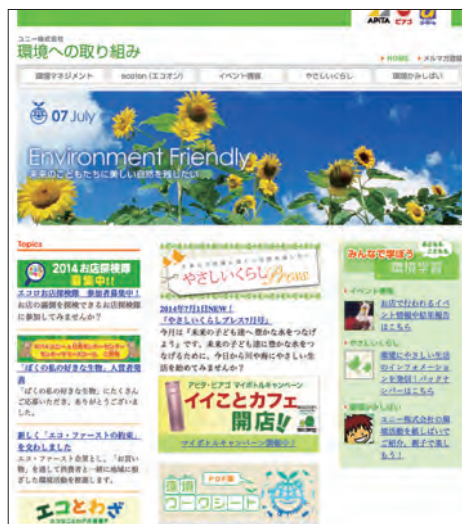 APITA
ピアゴ
ユニー株式会社
環境への取り組み
HOME
メルマガ登録
環境マネジメント
ecolon(エコオン)
イベント情報
やさしいくらし
環境かみしばい
07 July
Environment Friendly
未来のこどもたちに美しい自然を残したい
Topics
2014お店探検隊
募集中!!
エコロお店探検隊 参加者募集中!
お店の裏側を探検できるお店探検隊
に参加してみませんか?
「ぼくの私の好きな生物」入賞者発
表
「ぼくの私の好きな生物」にたくさん
ご応募いただき、ありがとうございま
した。
新しく「エコ・ファーストの約束」
を交わしました
エコ・ファースト企業とし、「お買い
物」を通して消費者と一緒に地域に根
ざした環境活動を推進します。
エコとわざ
やさしいくらし Press
2014年7月1日NEW!
「やさしいくらしプレス7月号」
今月は『未来の子ども達へ豊かな水をつなげ
よう』です。未来の子ども達に豊かな水をつ
なげるために、今日から川や海にやさしい生
活を始めてみませんか?
アピタ・ピアゴ マイボトルキャンペーン
イイことカフェ
開店!!
マイボトルキャンペーン開催中!
PDF版
環境
ワークシート
みんなで学ぼう
子どもも
環境学習
イベント情報
お店で行われるイベ
ント情報や結果報告
はこちら
やさしいくらし
環境にやさしい生活
のインフォメーショ
ンを発信!バックナ
ンバーはこちら
環境かみしばい
ユニー株式会社の環
境活動を紙しばいで
ご紹介。親子で楽し
もう!